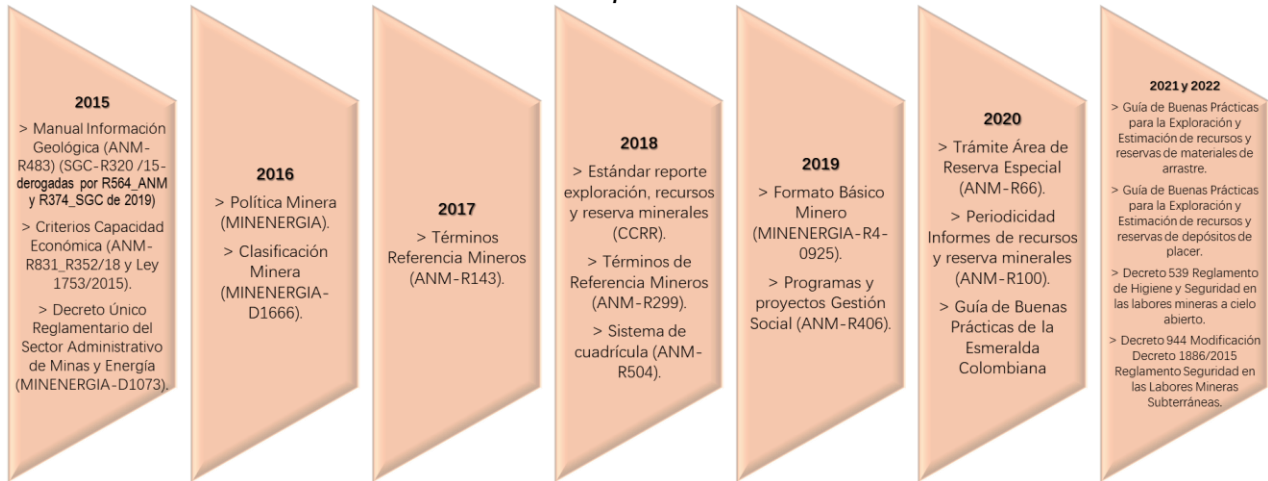 2015
> Manual Información
Geológica (ANM-
R483) (SGC-R320 /15-
derogadas por R564_ANM
y R374_SGC de 2019)
> Criterios Capacidad
Económica (ANM-
R831_R352/18 y Ley
1753/2015).
> Decreto Único
Reglamentario del
Sector Administrativo
de Minas y Energía
(MINENERGIA-D1073).
2016
> Política Minera
(MINENERGIA).
> Clasificación
Minera
(MINENERGIA-
D1666).
2017
> Términos
Referencia Mineros
(ANM-R143).
2018
> Estándar reporte
exploración, recursos
y reserva minerales
(CCRR).
> Términos de
Referencia Mineros
(ANM-R299).
> Sistema de
cuadrícula (ANM-
R504).
2019
> Formato Básico
Minero
(MINENERGIA-R4-
0925).
> Programas y
proyectos Gestión
Social (ANM-R406).
2020
> Trámite Área de
Reserva Especial
(ANM-R66).
> Periodicidad
Informes de recursos
y reserva minerales
(ANM-R100).
> Guía de Buenas
Prácticas de la
Esmeralda
Colombiana
2021 y 2022
> Guía de Buenas Prácticas
para la Exploración y
Estimación de recursos y
reservas de materiales de
arrastre.
> Guía de Buenas Prácticas
para la Exploración y
Estimación de recursos y
reservas de depósitos de
placer.
> Decreto 539 Reglamento
de Higiene y Seguridad en
las labores mineras a cielo
abierto.
> Decreto 944 Modificación
Decreto 1886/2015
Reglamento Seguridad en
las Labores Mineras
Subterráneas.